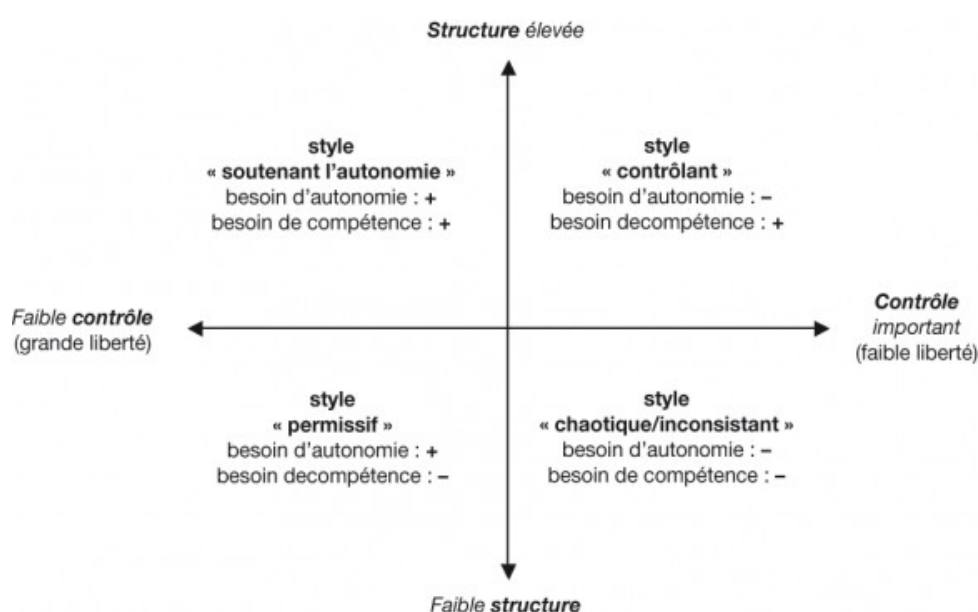 Structure élevée
style
« soutenant l’autonomie »
besoin d’autonomie : +
besoin de compétence : +
style
« contrôlant »
besoin d’autonomie : –
besoin decompétence : +
Faible contrôle
(grande liberté)
Contrôle
important
(faible liberté)
style
« permissif »
besoin d’autonomie : +
besoin decompétence : –
style
« chaotique/inconsistant »
besoin d’autonomie : –
besoin de compétence : –
Faible structure